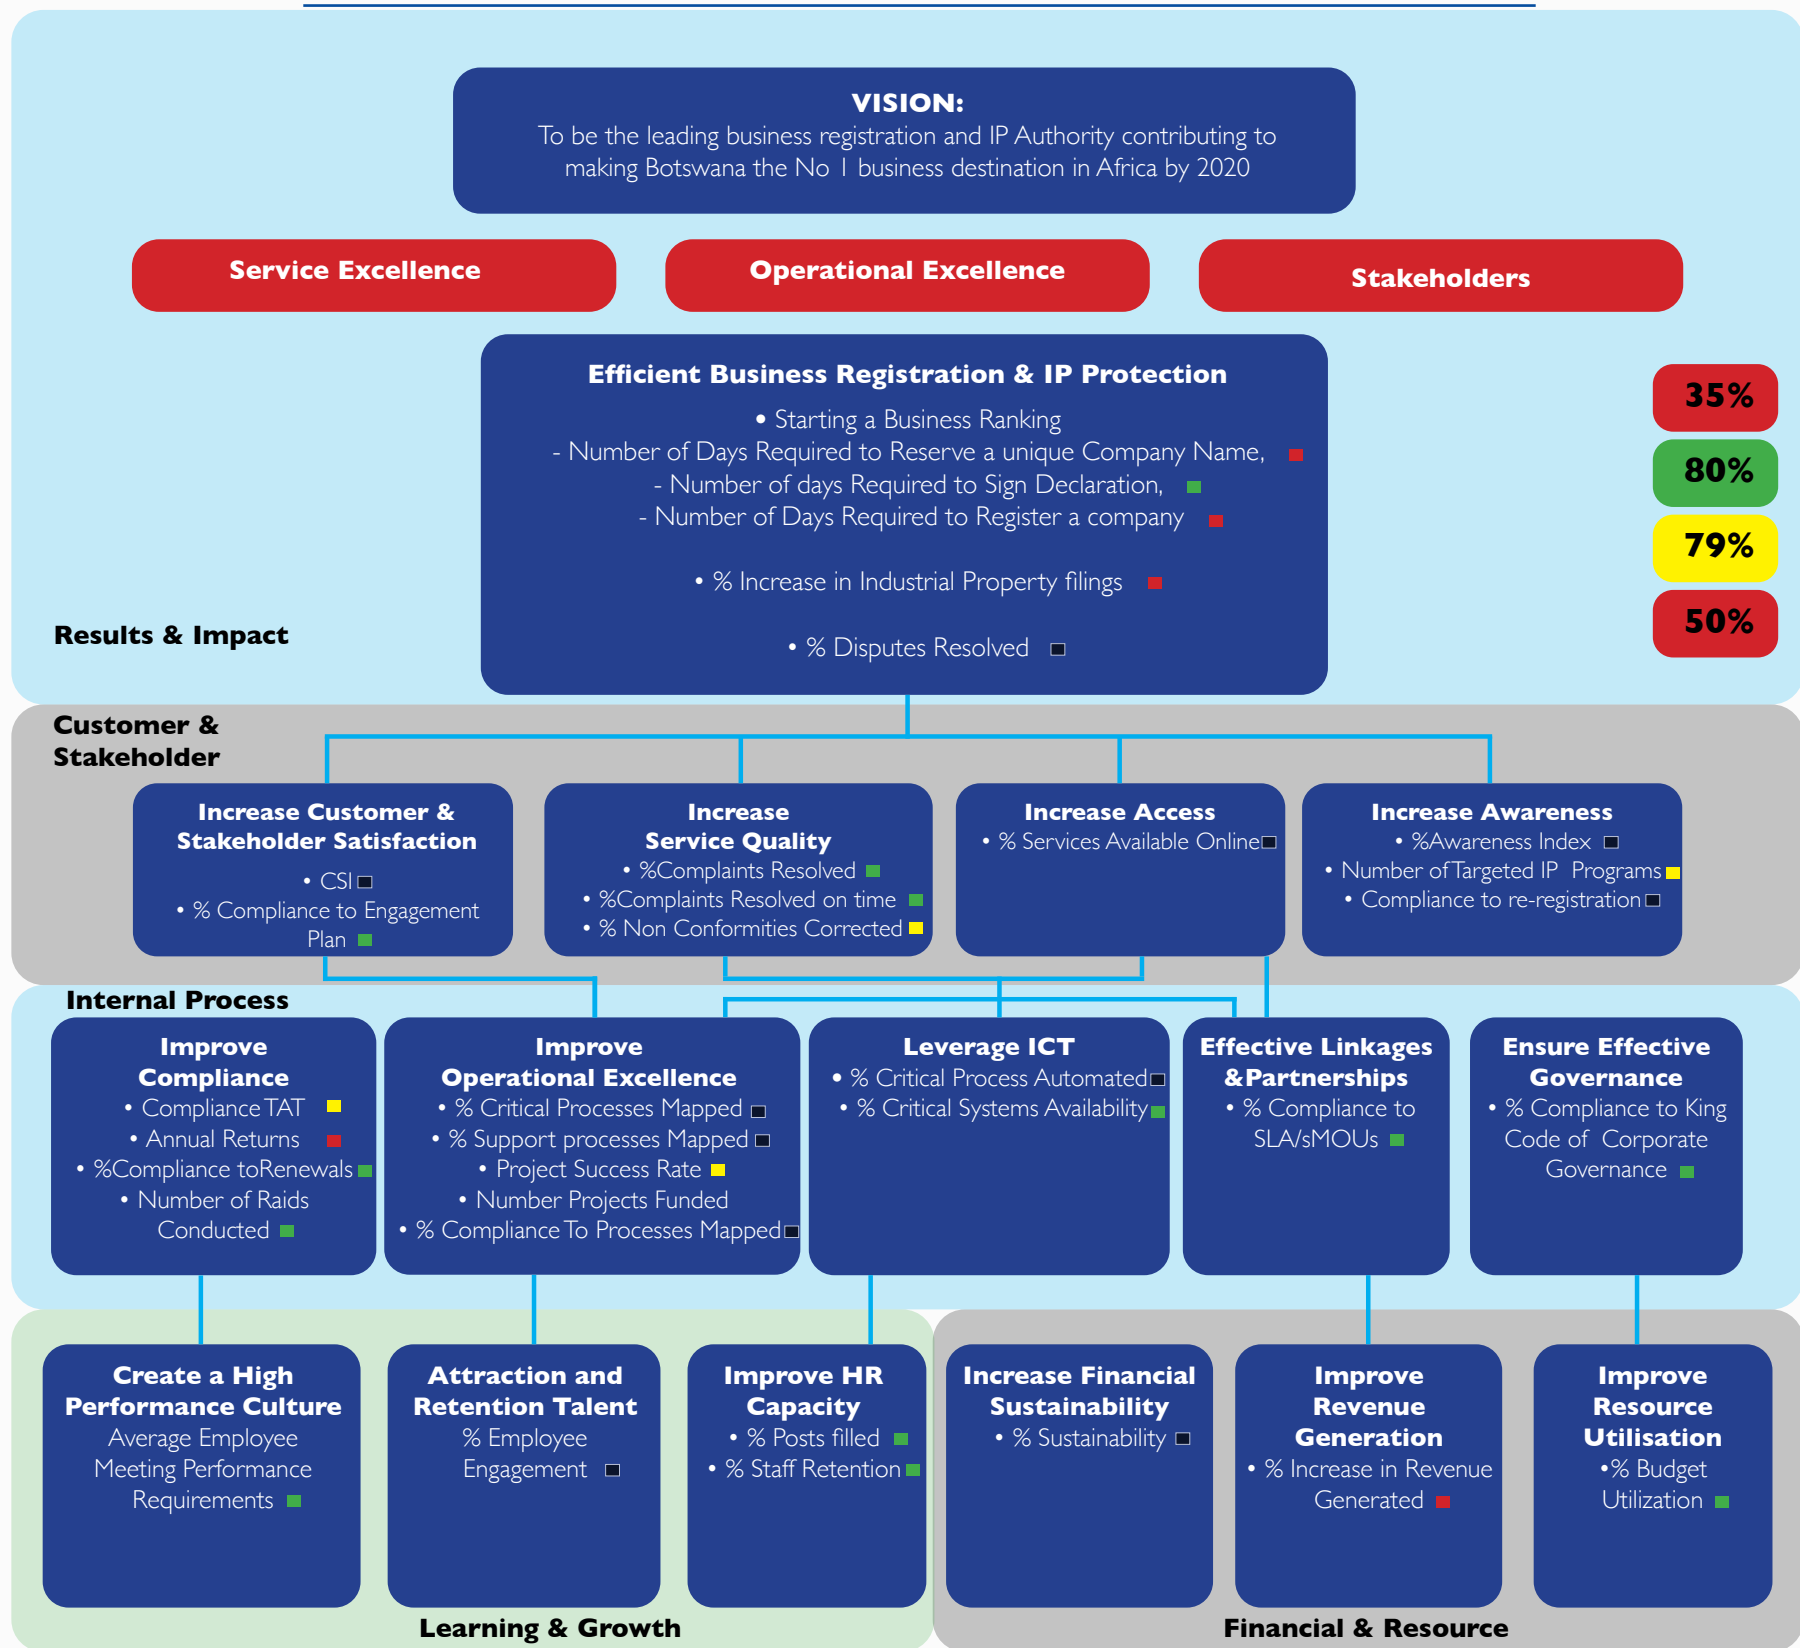 VISION:
To be the leading business registration and IP Authority contributing to
making Botswana the No 1 business destination in Africa by 2020
Service Excellence
Operational Excellence
Stakeholders
Efficient Business Registration & IP Protection
• Starting a Business Ranking
- Number of Days Required to Reserve a unique Company Name,
- Number of days Required to Sign Declaration,
- Number of Days Required to Register a company
• % Increase in Industrial Property filings
• % Disputes Resolved
35%
80%
79%
50%
Results & Impact
Customer &
Stakeholder
Increase Customer &
Stakeholder Satisfaction
• CSI
• % Compliance to Engagement
Plan
Increase
Service Quality
• %Complaints Resolved
• %Complaints Resolved on time
• % Non Conformities Corrected
Increase Access
• % Services Available Online
Increase Awareness
• %Awareness Index
• Number of Targeted IP Programs
• Compliance to re-registration
Internal Process
Improve
Compliance
• Compliance TAT
• Annual Returns
• %Compliance toRenewals
• Number of Raids
Conducted
Improve
Operational Excellence
• % Critical Processes Mapped
• % Support processes Mapped
• Project Success Rate
• Number Projects Funded
• % Compliance To Processes Mapped
Leverage ICT
• % Critical Process Automated
• % Critical Systems Availability
Effective Linkages
&Partnerships
• % Compliance to
SLA/sMOUs
Ensure Effective
Governance
• % Compliance to King
Code of Corporate
Governance
Create a High
Performance Culture
Average Employee
Meeting Performance
Requirements
Attraction and
Retention Talent
% Employee
Engagement
Improve HR
Capacity
• % Posts filled
• % Staff Retention
Increase Financial
Sustainability
• % Sustainability
Improve
Revenue
Generation
• % Increase in Revenue
Generated
Improve
Resource
Utilisation
•% Budget
Utilization
Learning & Growth
Financial & Resource